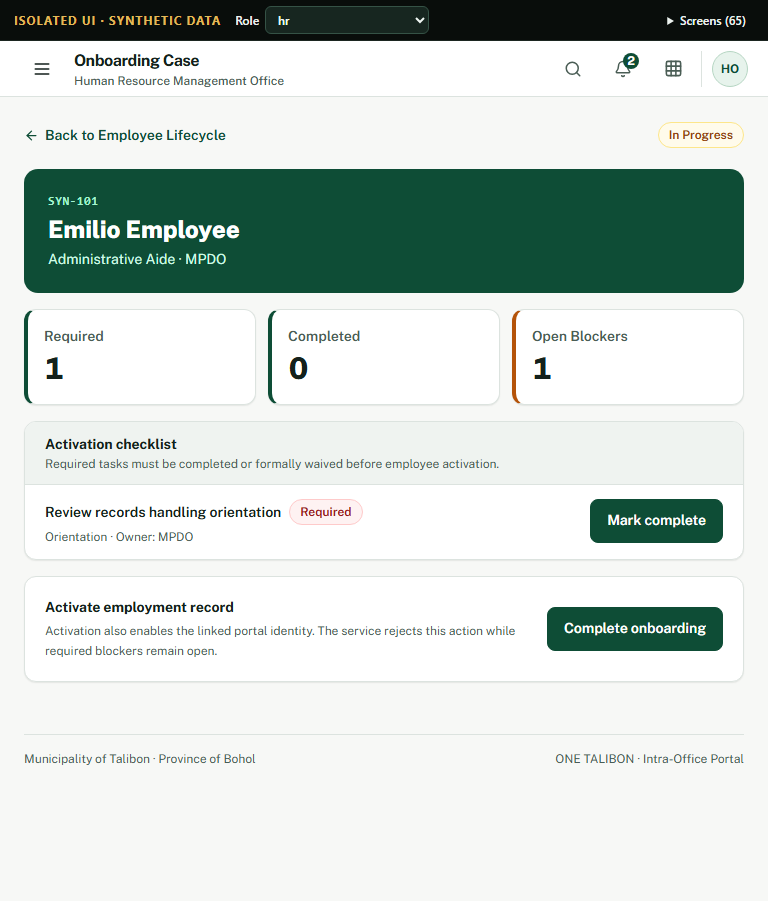 ISOLATED UI · SYNTHETIC DATA Role hr ▶ Screens (65)
Onboarding Case
Human Resource Management Office
2
HO
← Back to Employee Lifecycle
In Progress
SYN-101
Emilio Employee
Administrative Aide · MPDO
Required
1
Completed
0
Open Blockers
1
Activation checklist
Required tasks must be completed or formally waived before employee activation.
Review records handling orientation Required
Orientation · Owner: MPDO
Mark complete
Activate employment record
Activation also enables the linked portal identity. The service rejects this action while
required blockers remain open.
Complete onboarding
Municipality of Talibon · Province of Bohol
ONE TALIBON · Intra-Office Portal